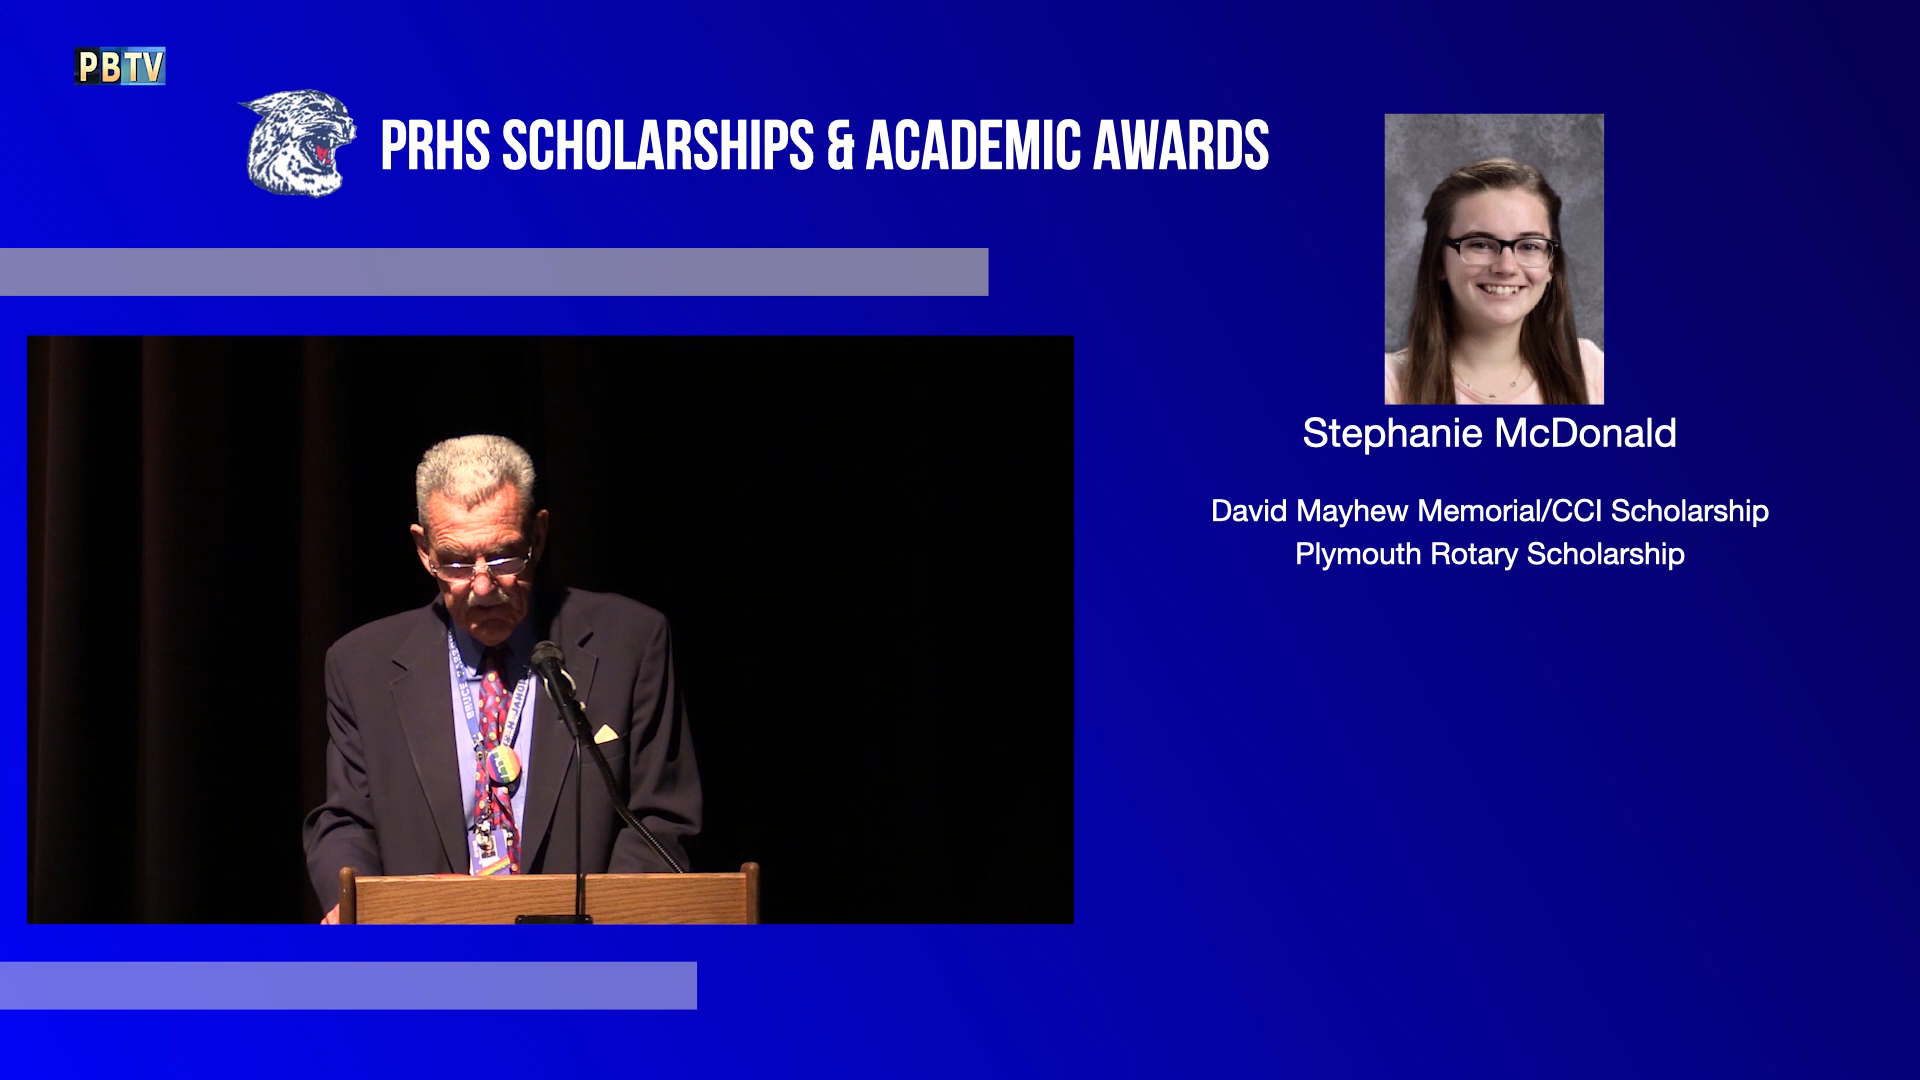 PBTV
PRHS SCHOLARSHIPS & ACADEMIC AWARDS
Stephanie McDonald
David Mayhew Memorial/CCI Scholarship
Plymouth Rotary Scholarship